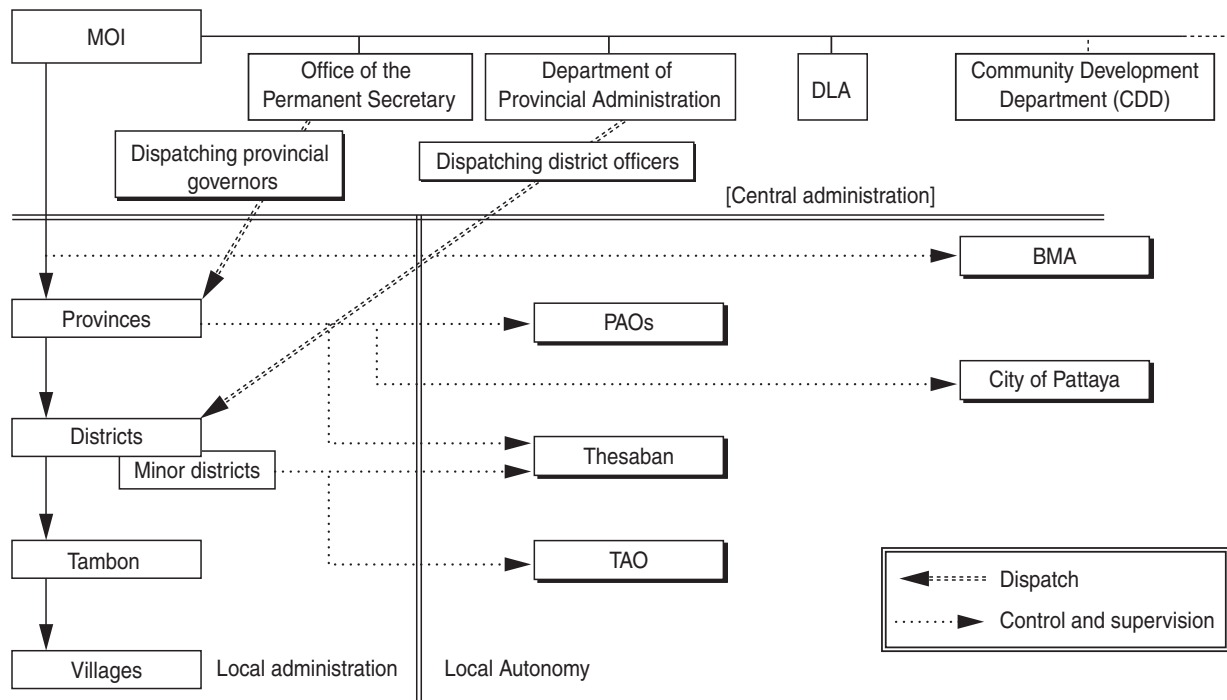 MOI
Office of the
Permanent Secretary
Department of
Provincial Administration
DLA
Community Development
Department (CDD)
Dispatching provincial
governors
Dispatching district officers
[Central administration]
BMA
Provinces
PAOs
City of Pattaya
Districts
Minor districts
Thesaban
Tambon
TAO
Dispatch
Control and supervision
Villages
Local administration
Local Autonomy